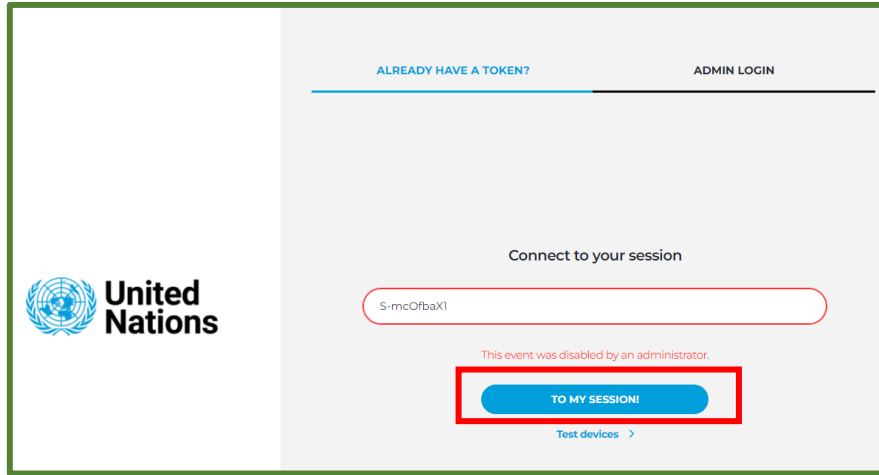 ALREADY HAVE A TOKEN?
ADMIN LOGIN
Connect to your session
United
Nations
S-mcOfbaX1
This event was disabled by an administrator.
TO MY SESSION!
Test devices >